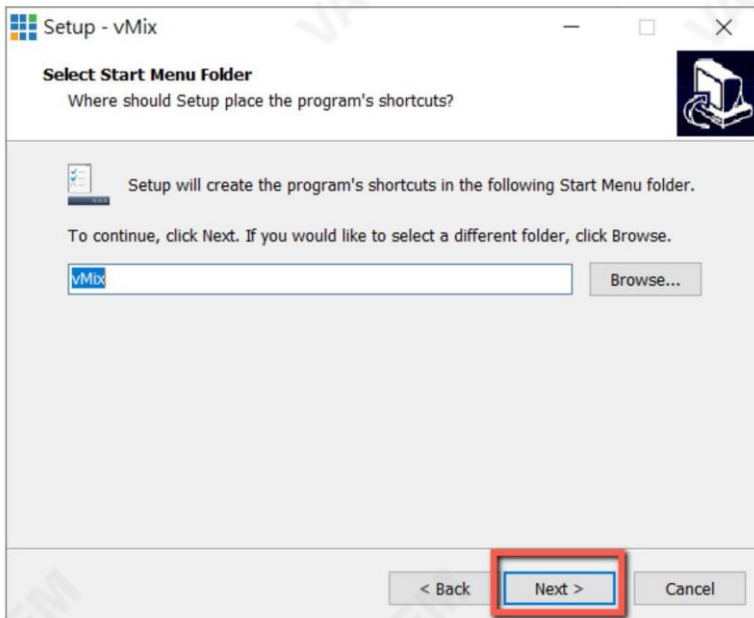 Setup - vMix
Select Start Menu Folder
Where should Setup place the program's shortcuts?
Setup will create the program's shortcuts in the following Start Menu folder.
To continue, click Next. If you would like to select a different folder, click Browse.
vMix
Browse...
< Back
Next >
Cancel